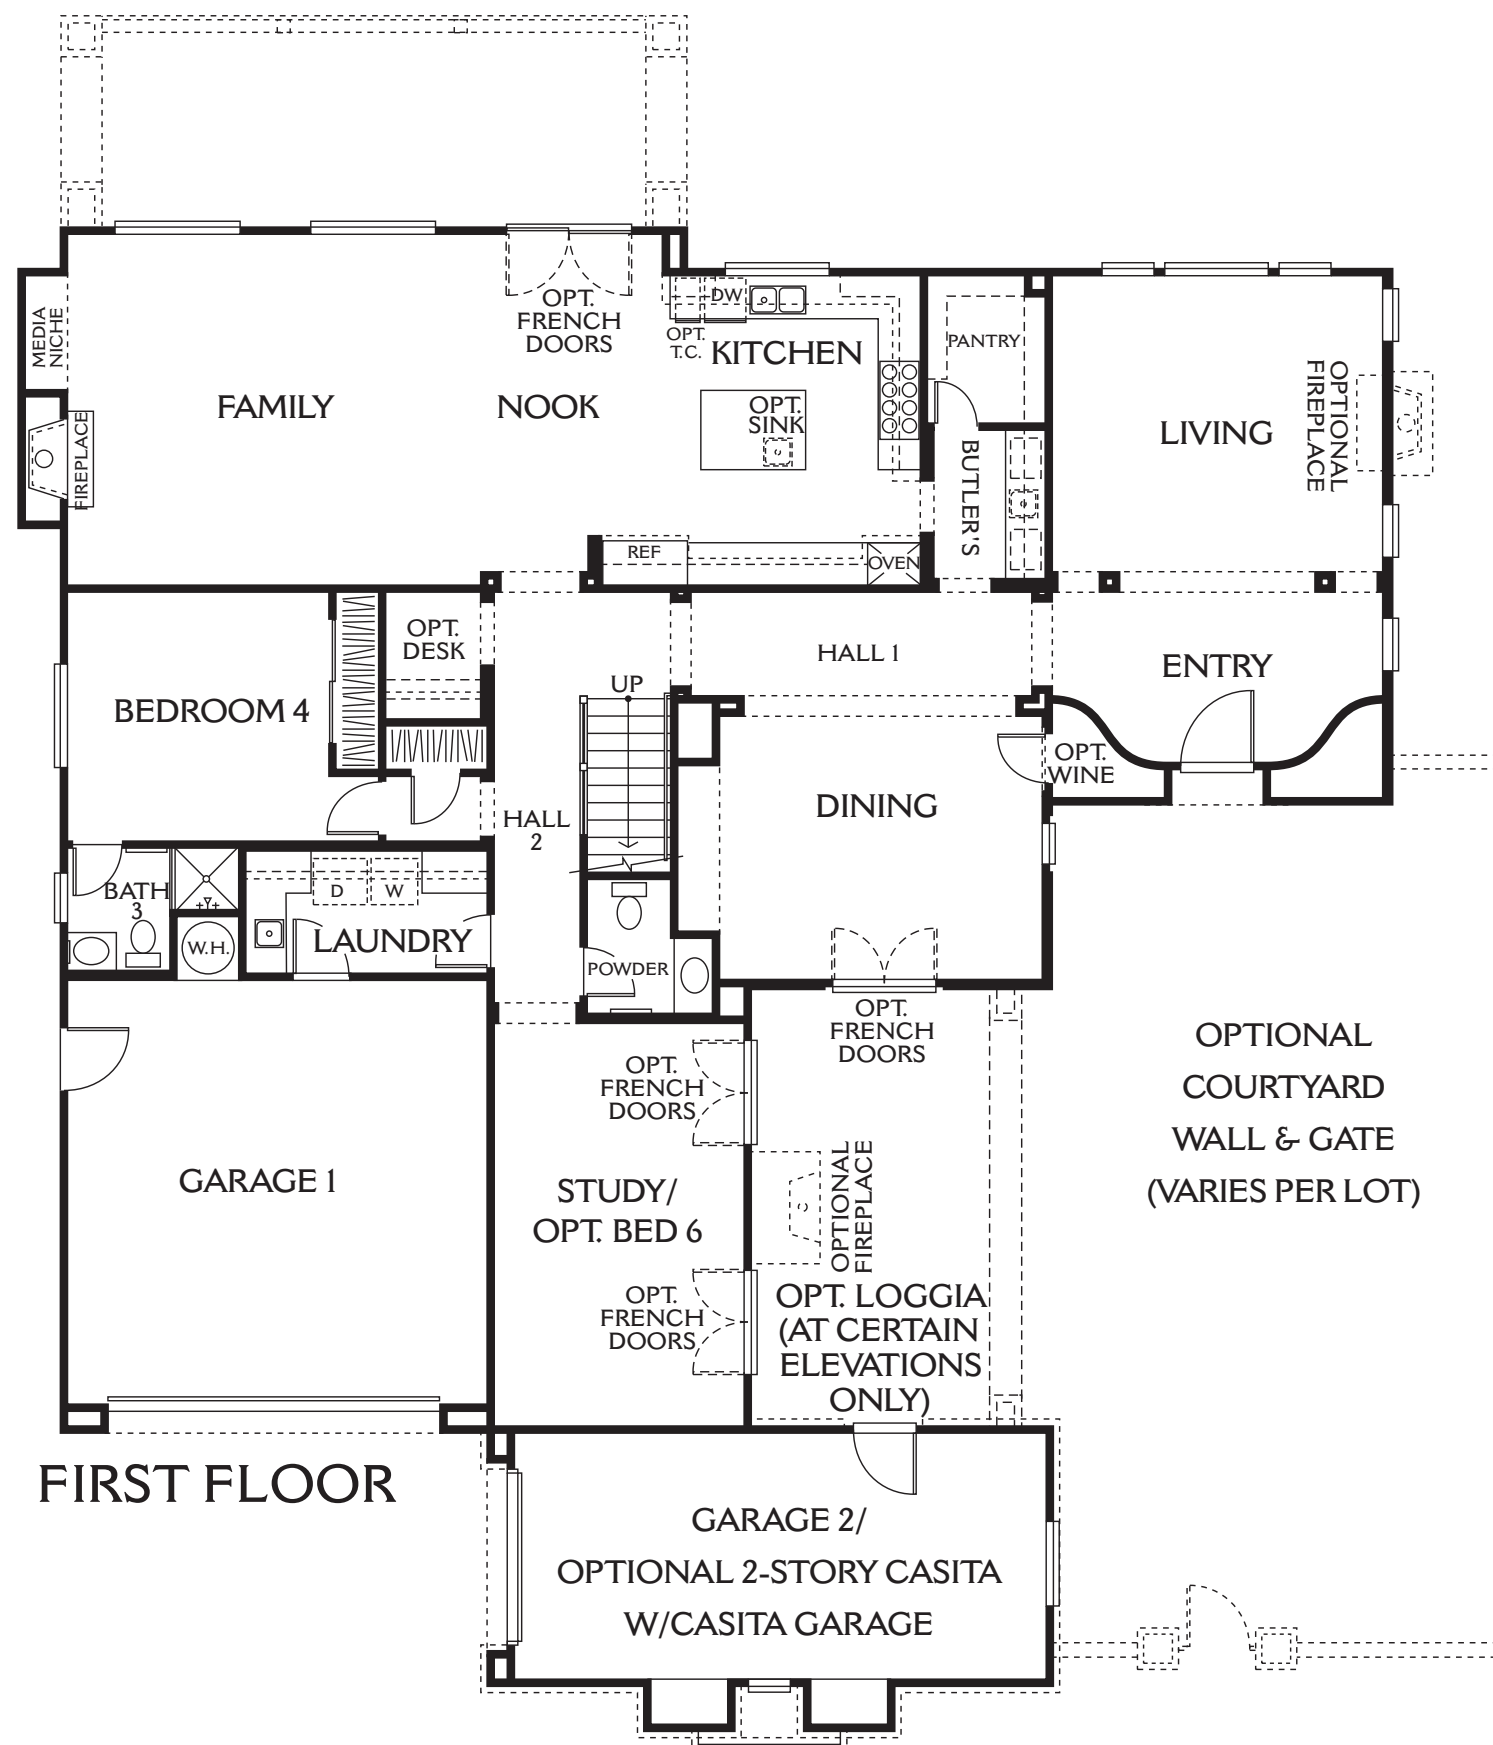 OPT.
FRENCH
DOORS
MEDIA
NICHE
DW
OPT.
T.C.
KITCHEN
PANTRY
FAMILY
NOOK
OPT.
SINK
FIREPLACE
LIVING
OPTIONAL
FIREPLACE
BUTLER'S
REF
OVEN
OPT.
DESK
HALL 1
ENTRY
UP
BEDROOM 4
OPT.
WINE
HALL
2
DINING
BATH
3
D
W
LAUNDRY
W.H.
POWDER
OPT.
FRENCH
DOORS
OPTIONAL
COURTYARD
WALL & GATE
(VARIES PER LOT)
OPT.
FRENCH
DOORS
GARAGE 1
STUDY/
OPT. BED 6
OPTIONAL
FIREPLACE
OPT.
FRENCH
DOORS
OPT. LOGGIA
(AT CERTAIN
ELEVATIONS
ONLY)
FIRST FLOOR
GARAGE 2/
OPTIONAL 2-STORY CASITA
W/CASITA GARAGE